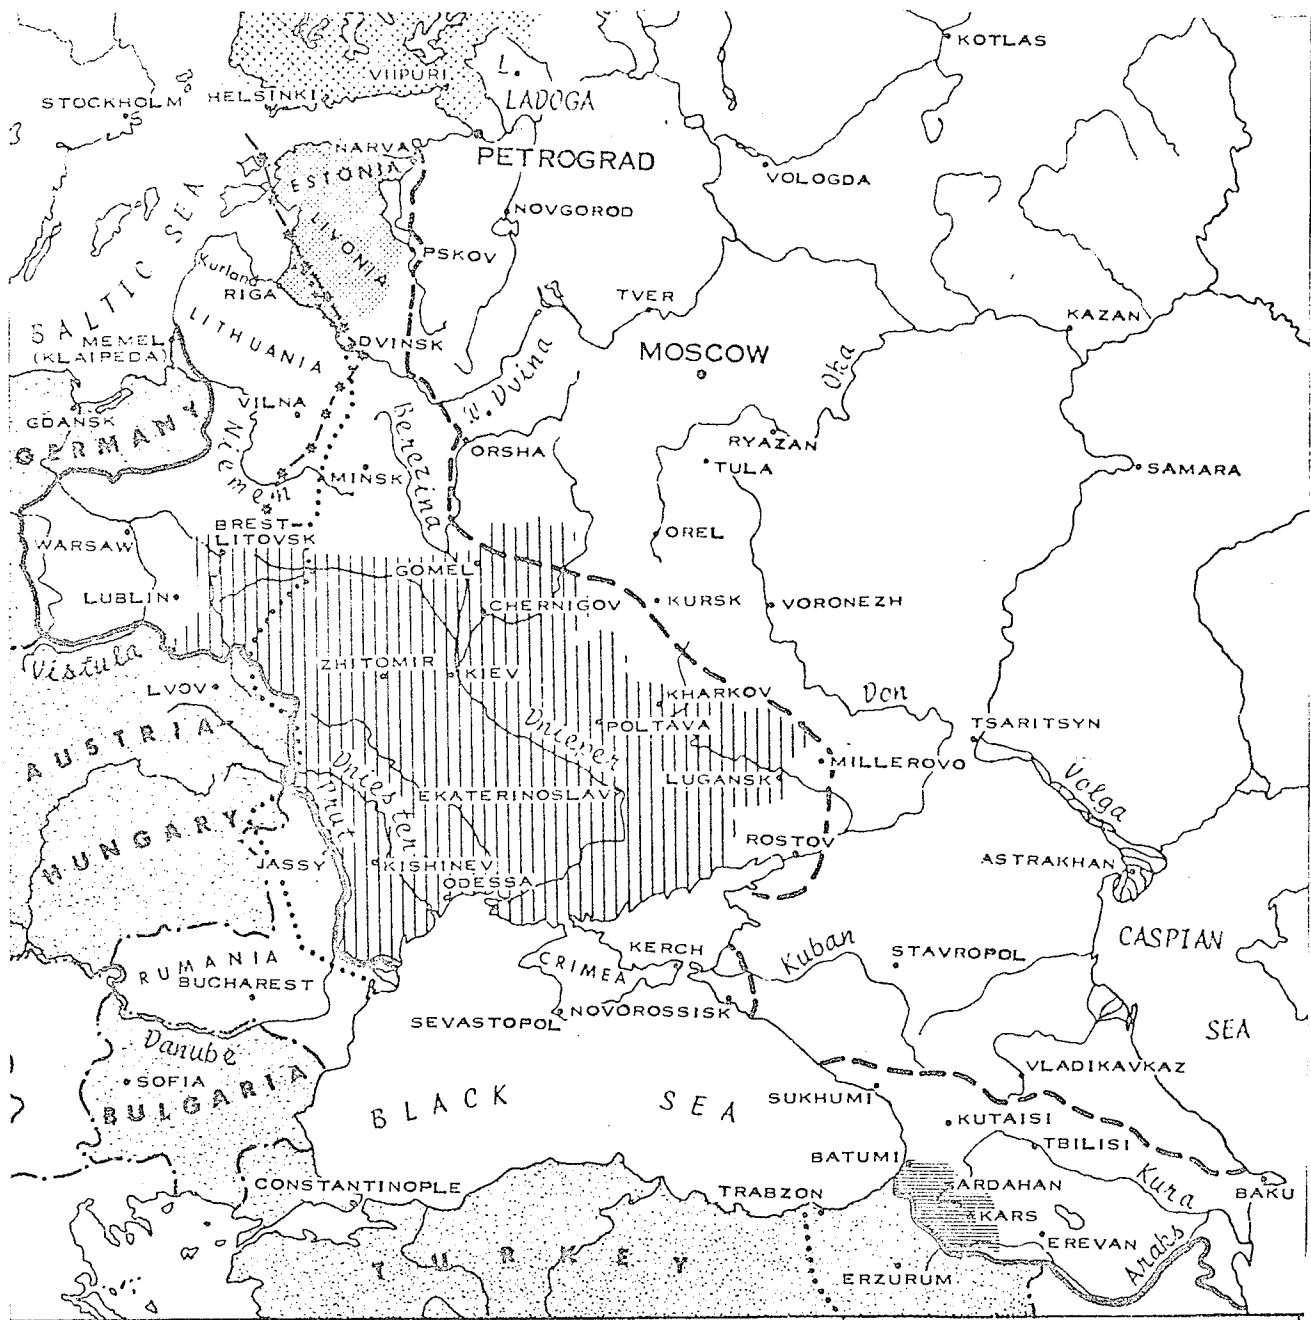 KOTLAS
VIIPURI
L.
LADOGA
STOCKHOLM
HELSINKI
NARVA
ESTONIA
PETROGRAD
VOLOGDA
LIVONIA
NOVGOROD
BALTIC SEA
PSKOV
Kurland
RIGA
TVER
KAZAN
LITHUANIA
MEMEL
(KLAIPEDA)
DVINSK
MOSCOW
W. Dvina
Oka
VILNA
GDANSK
GERMANY
Niemen
Berezina
ORSHA
RYAZAN
TULA
SAMARA
MINSK
BREST-
LITOVSK
WARSAW
OREL
GOMEL
LUBLIN
CHERNIGOV
KURSK
VORONEZH
Vistula
ZHITOMIR
KIEV
LVOV
KHARKOV
Don
Dnieper
POLTAVA
TSARITSYN
AUSTRIA
MILLEROVO
Dniester
LUGANSK
Volga
EKATERINOSLAV
Prut
HUNGARY
ROSTOV
JASSY
KISHINEV
ODESSA
ASTRAKHAN
CASPIAN
SEA
RUMANIA
BUCHAREST
KERCH
CRIMEA
Kuban
STAVROPOL
NOVOROSSISK
SEVASTOPOL
Danube
SOFIA
BULGARIA
VLADIKAVKAZ
BLACK SEA
SUKHUMI
KUTAISI
TBILISI
BATUMI
CONSTANTINOPLE
TRABZON
ARDAHAN
Kura
BAKU
KARS
EREVAN
Araks
TURKEY
ERZURUM